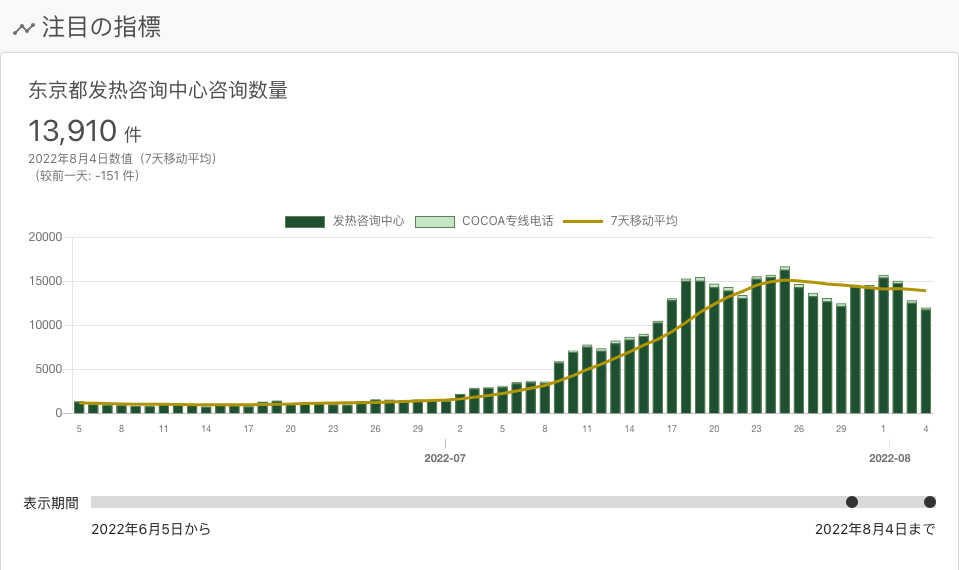 注目の指標
东京都发热咨询中心咨询数量
13,910 件
2022年8月4日数值（7天移动平均）
（较前一天: -151 件）
发热咨询中心 COCOA专线电话 7天移动平均
20000
15000
10000
5000
0
5 8 11 14 17 20 23 26 29 2 5 8 11 14 17 20 23 26 29 1 4
2022-07 2022-08
表示期間
2022年6月5日から 2022年8月4日まで